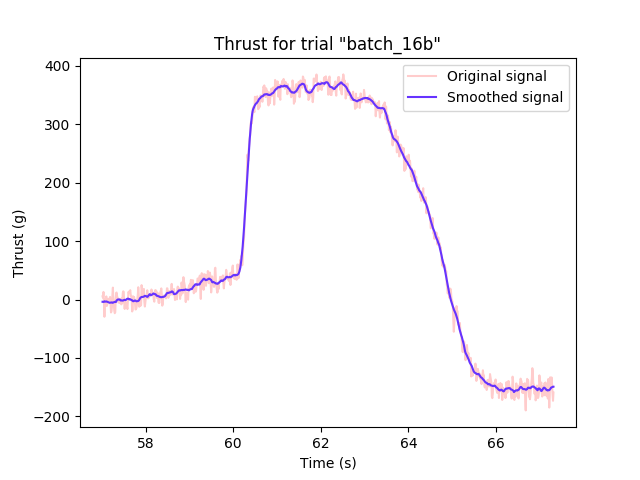 Thrust for trial "batch_16b"
Original signal
Smoothed signal
400
300
200
100
0
−100
−200
Thrust (g)
58 60 62 64 66
Time (s)